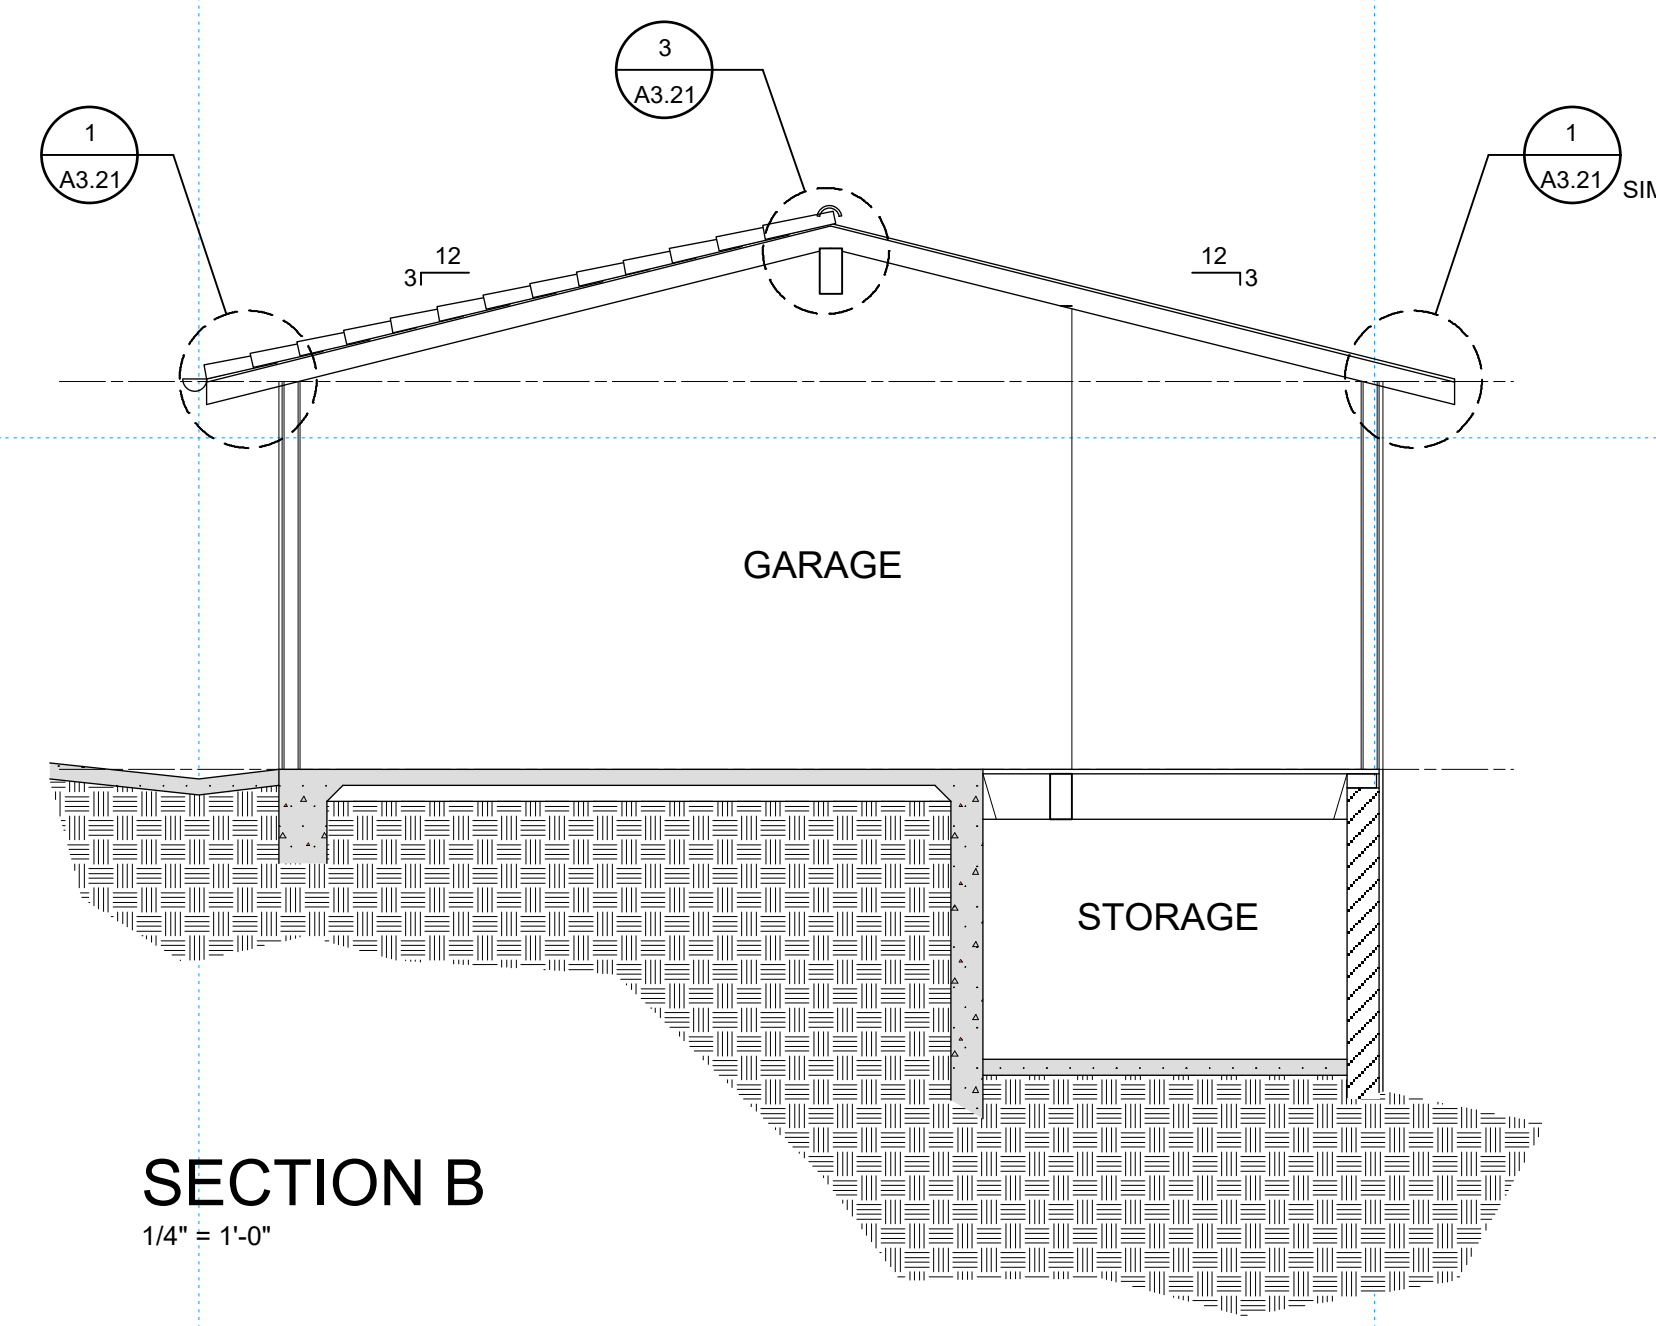 3
A3.21
1
A3.21
1
A3.21
SIM
12
3
12
3
GARAGE
STORAGE
SECTION B
1/4" = 1'-0"